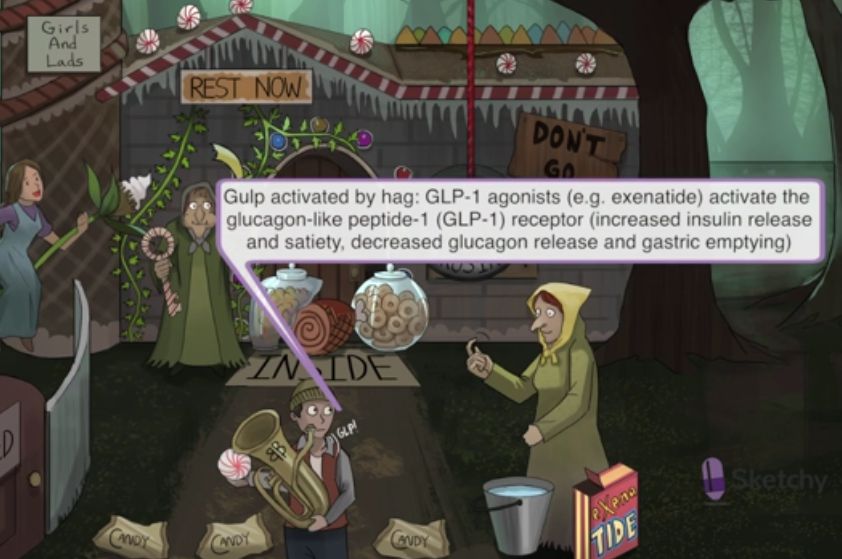 Girls
And
Lads
REST NOW
DON'T
GO
Gulp activated by hag: GLP-1 agonists (e.g. exenatide) activate the
glucagon-like peptide-1 (GLP-1) receptor (increased insulin release
and satiety, decreased glucagon release and gastric emptying)
INSIDE
GLP!
D
Sketchy
exena
TIDE
CANDY
CANDY
CANDY